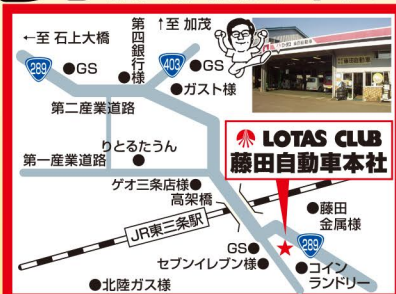 ←至 石上大橋
第四銀行様
↑至 加茂
289
GS
403
GS
ガスト様
第二産業道路
りとるたうん
第一産業道路
LOTAS CLUB
藤田自動車本社
ゲオ三条店様
高架橋
JR東三条駅
藤田
金属様
GS
289
セブンイレブン様
コイン
ランドリー
北陸ガス様